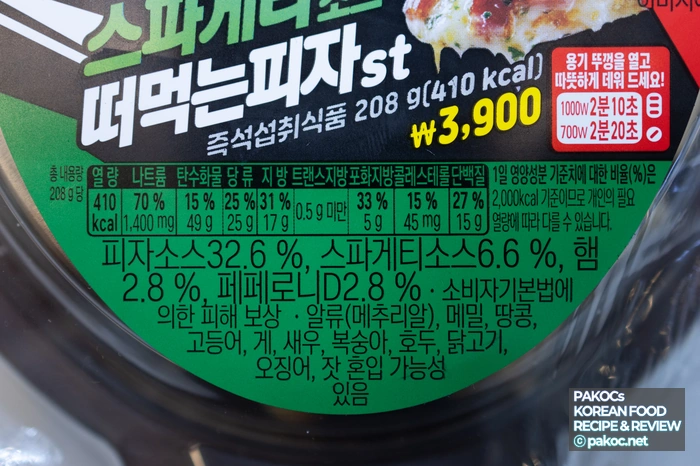 스파게티
떠먹는피자st
즉석섭취식품 208 g(410 kcal)
₩3,900
용기 뚜껑을 열고
따뜻하게 데워 드세요!
1000W 2분10초
700W 2분20초
총 내용량
208 g당
열량 나트륨 탄수화물 당류 지방 트랜스지방 포화지방 콜레스테롤 단백질
410 70 % 15 % 25 % 31 % 0.5 g 미만 33 % 15 % 27 %
kcal 1,400 mg 49 g 25 g 17 g 5 g 45 mg 15 g
1일 영양성분 기준치에 대한 비율(%)은
2,000kcal 기준이므로 개인의 필요
열량에 따라 다를 수 있습니다.
피자소스32.6 %, 스파게티소스6.6 %, 햄
2.8 %, 페페로니D2.8 % · 소비자기본법에
의한 피해 보상 · 알류(메추리알), 메밀, 땅콩,
고등어, 게, 새우, 복숭아, 호두, 닭고기,
오징어, 잣 혼입 가능성
있음
PAKOCs
KOREAN FOOD
RECIPE & REVIEW
© pakoc.net